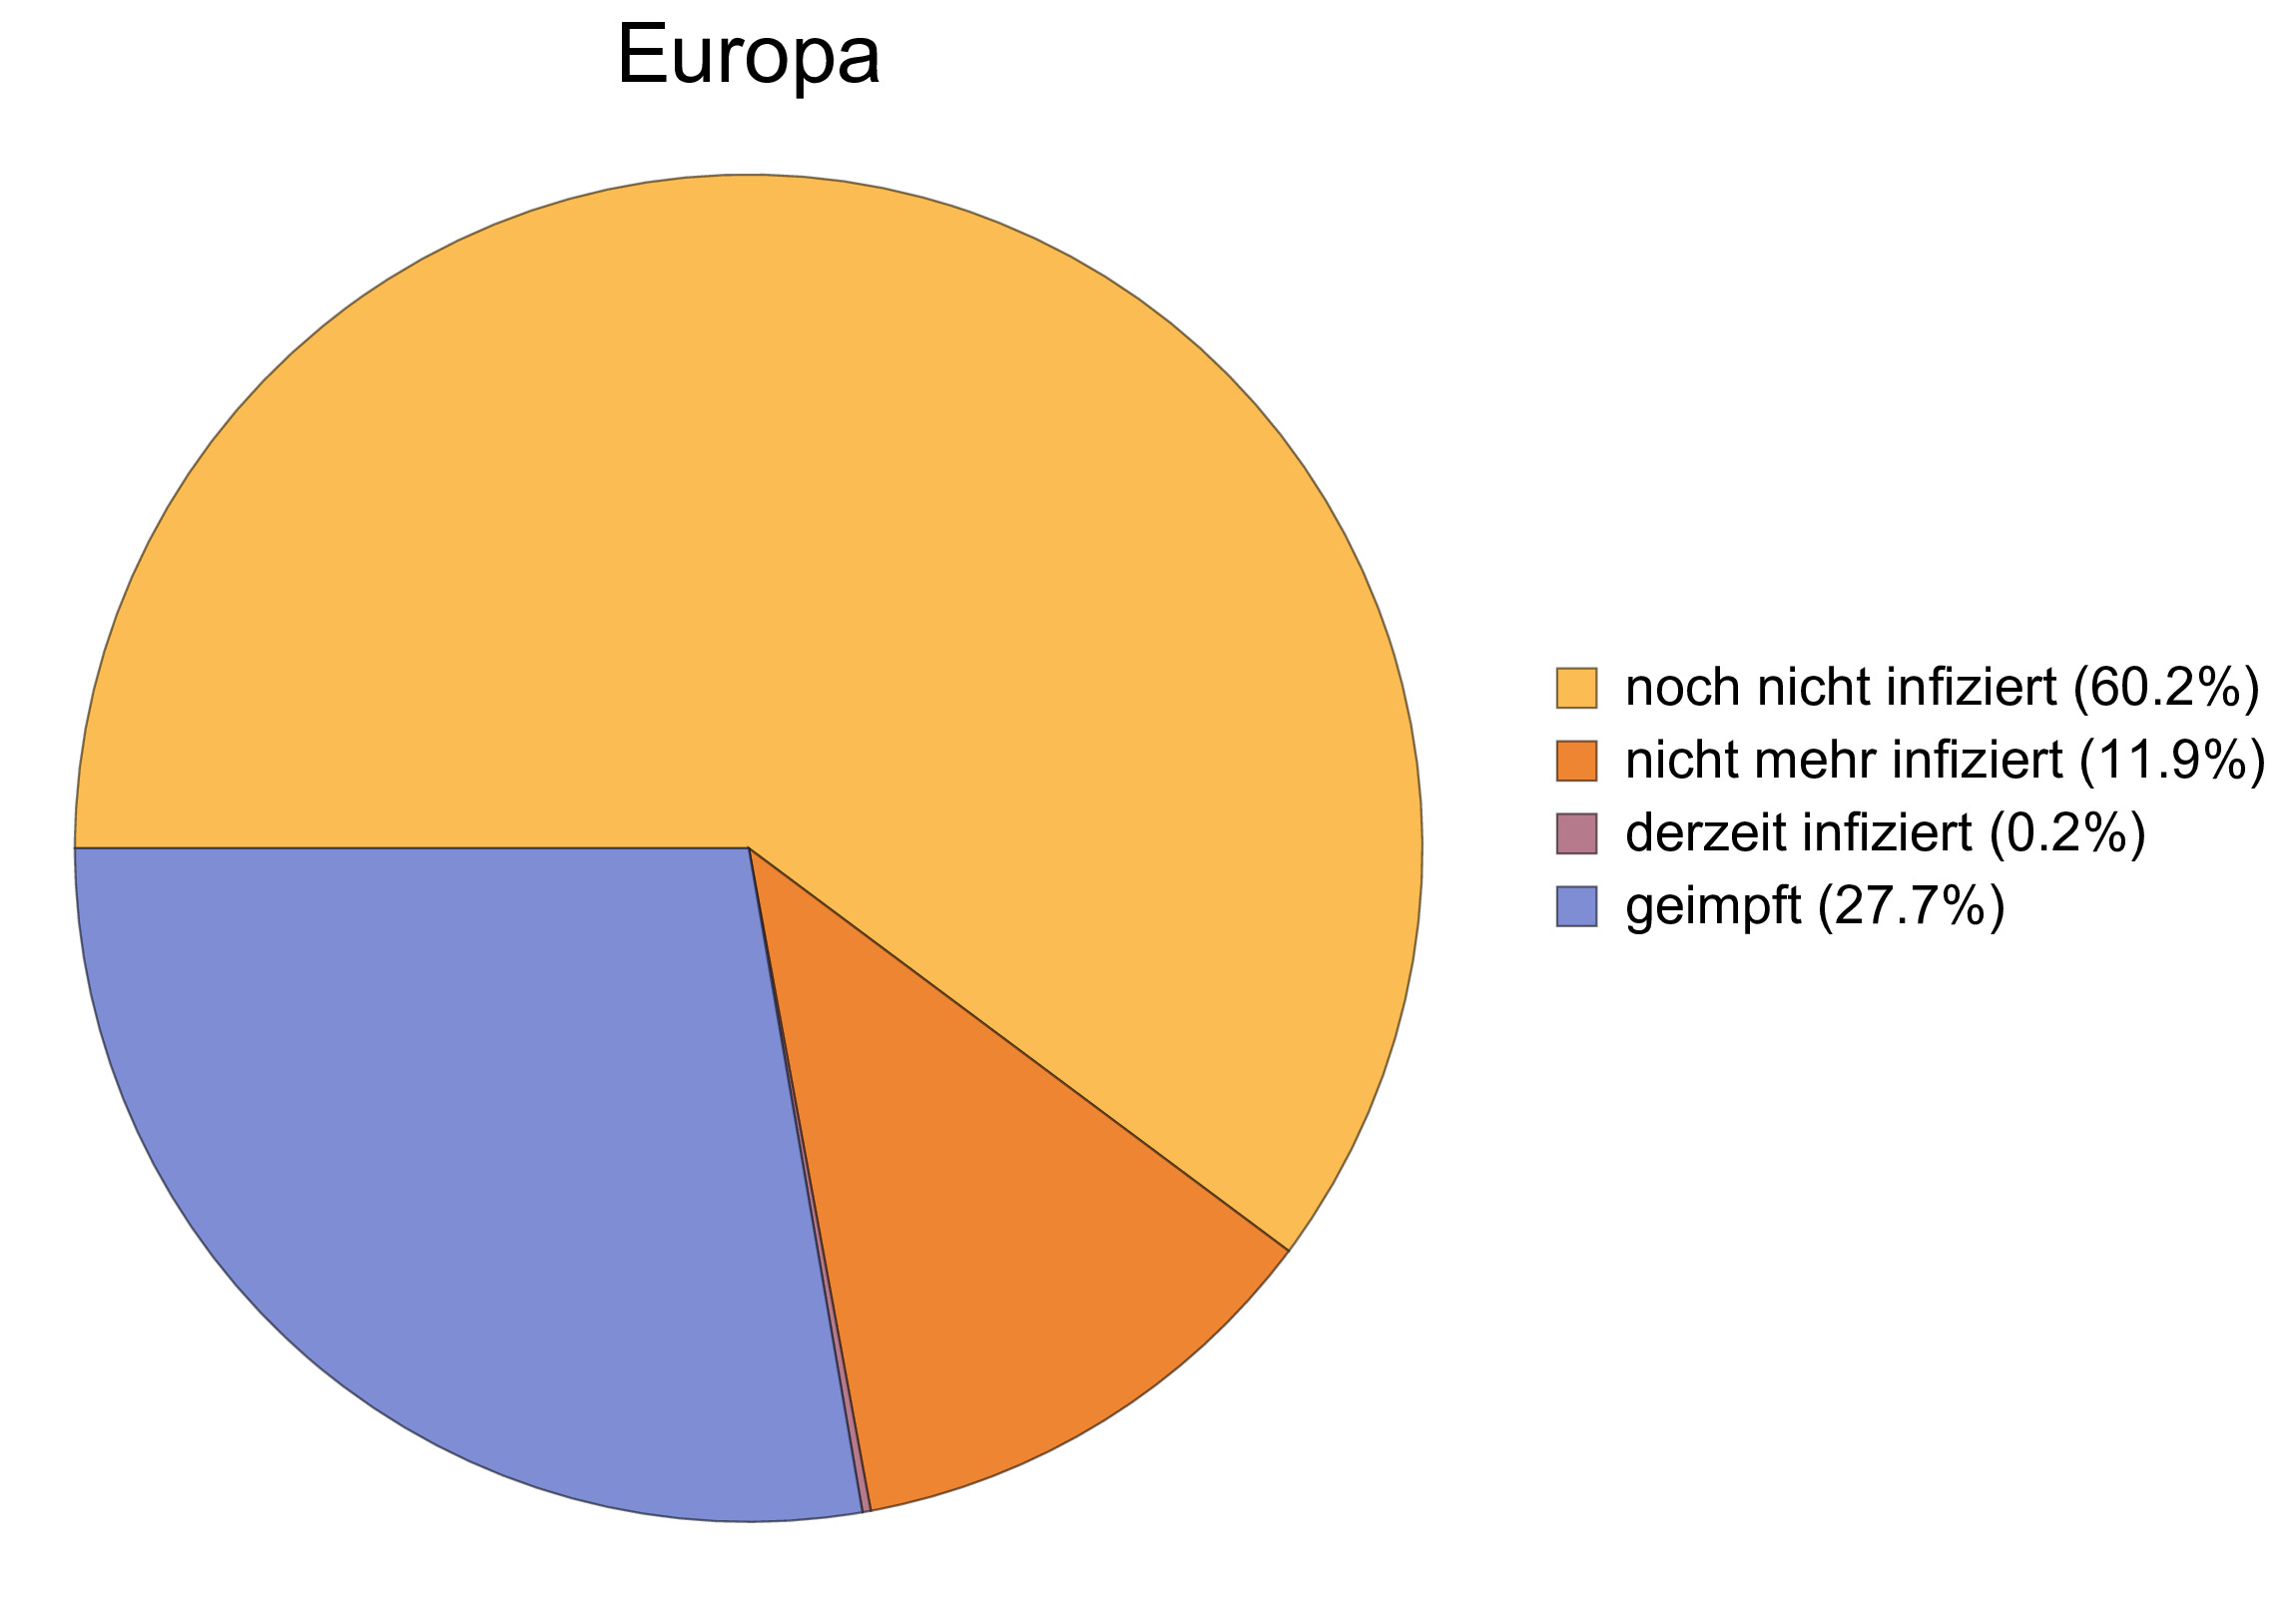 Europa
noch nicht infiziert (60.2%)
nicht mehr infiziert (11.9%)
derzeit infiziert (0.2%)
geimpft (27.7%)